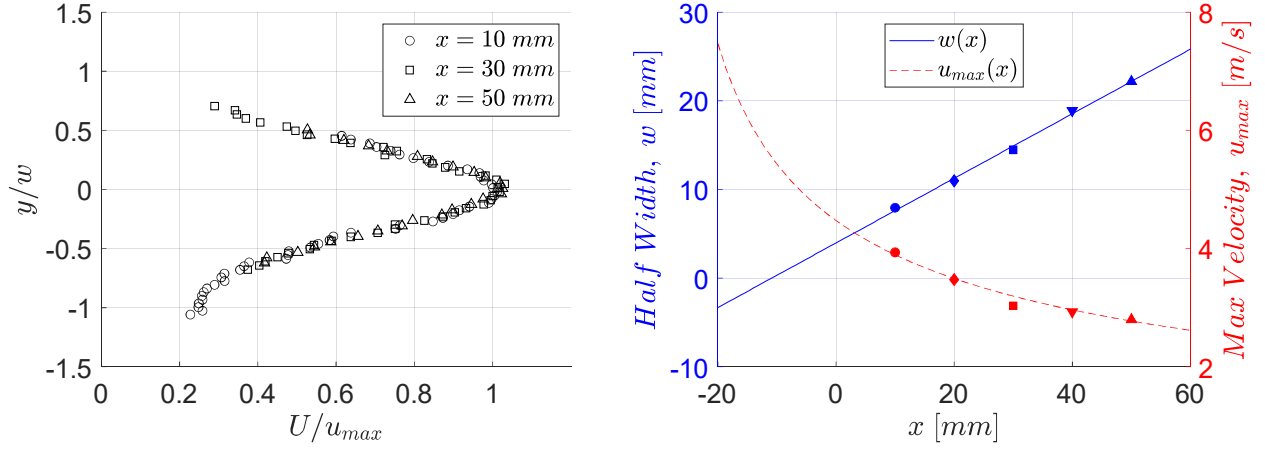 1.5
1
0.5
0
-0.5
-1
-1.5
y/w
0
0.2
0.4
0.6
0.8
1
U/u_max
x = 10 mm
x = 30 mm
x = 50 mm
30
20
10
0
-10
Half Width, w [mm]
-20
0
20
40
60
x [mm]
w(x)
u_max(x)
8
6
4
2
Max Velocity, u_max [m/s]